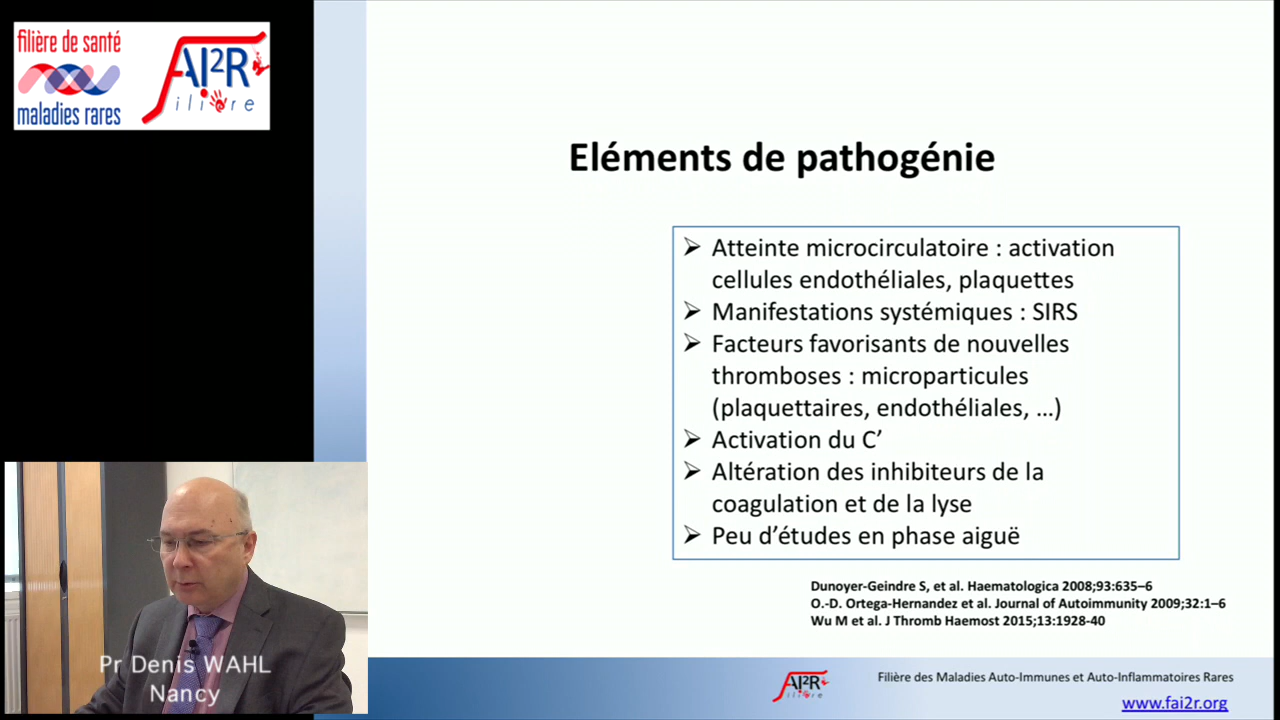 filière de santé
maladies rares
FAI2R
filière
Eléments de pathogénie
➢ Atteinte microcirculatoire : activation
cellules endothéliales, plaquettes
➢ Manifestations systémiques : SIRS
➢ Facteurs favorisants de nouvelles
thromboses : microparticules
(plaquettaires, endothéliales, …)
➢ Activation du C’
➢ Altération des inhibiteurs de la
coagulation et de la lyse
➢ Peu d’études en phase aiguë
Dunoyer-Geindre S, et al. Haematologica 2008;93:635–6
O.-D. Ortega-Hernandez et al. Journal of Autoimmunity 2009;32:1–6
Wu M et al. J Thromb Haemost 2015;13:1928-40
Pr Denis WAHL
Nancy
FAI2R
filière
Filière des Maladies Auto-Immunes et Auto-Inflammatoires Rares
www.fai2r.org